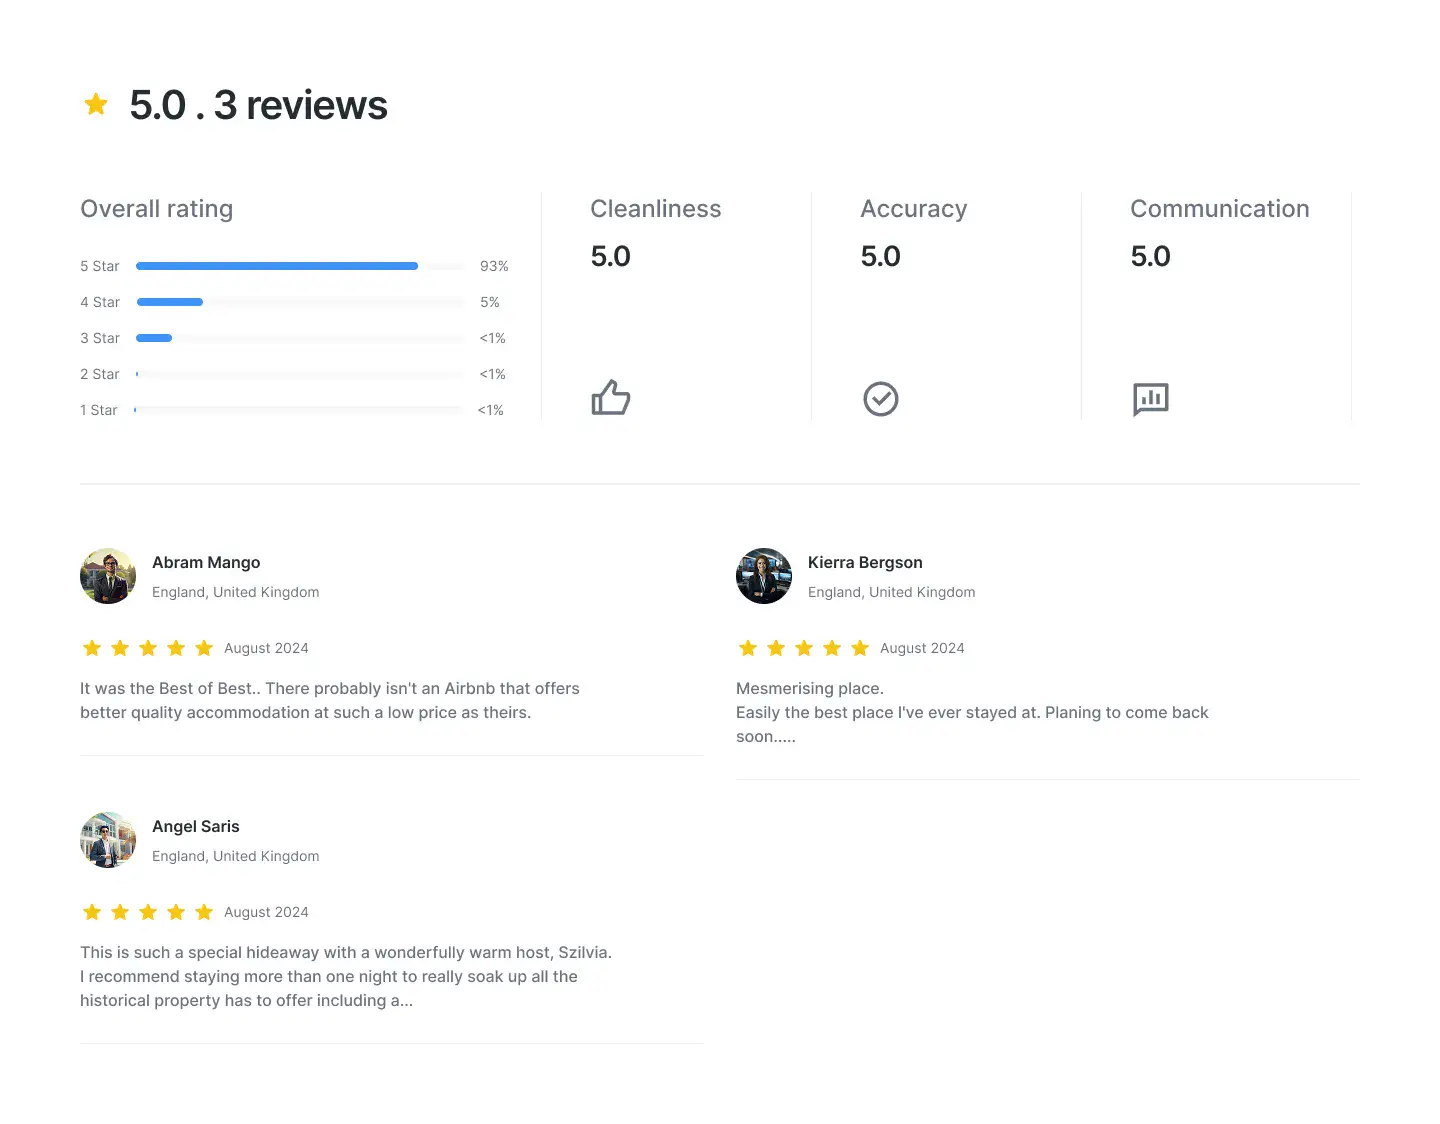 5.0 . 3 reviews
Overall rating
5 Star 93%
4 Star 5%
3 Star <1%
2 Star <1%
1 Star <1%
Cleanliness
5.0
Accuracy
5.0
Communication
5.0
Abram Mango
England, United Kingdom
August 2024
It was the Best of Best.. There probably isn't an Airbnb that offers
better quality accommodation at such a low price as theirs.
Kierra Bergson
England, United Kingdom
August 2024
Mesmerising place.
Easily the best place I've ever stayed at. Planing to come back
soon.....
Angel Saris
England, United Kingdom
August 2024
This is such a special hideaway with a wonderfully warm host, Szilvia.
I recommend staying more than one night to really soak up all the
historical property has to offer including a...